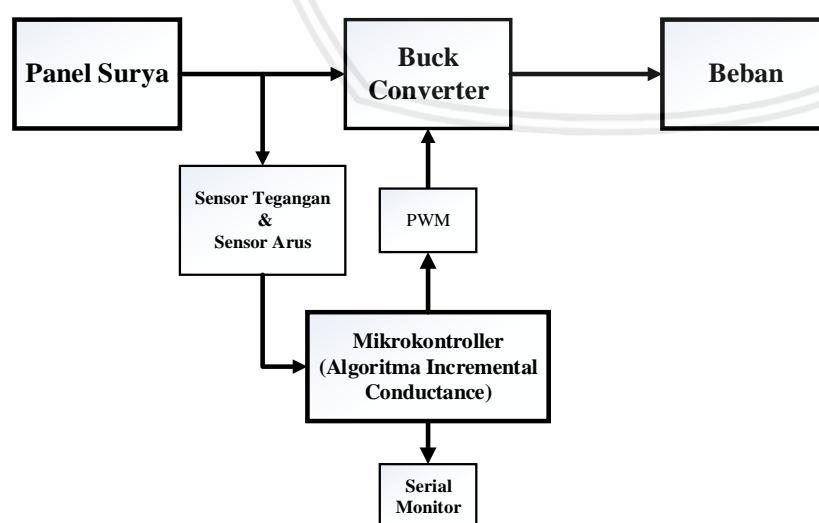 Panel Surya
Buck
Converter
Beban
Sensor Tegangan
&
Sensor Arus
PWM
Mikrokontroller
(Algoritma Incremental
Conductance)
Serial
Monitor